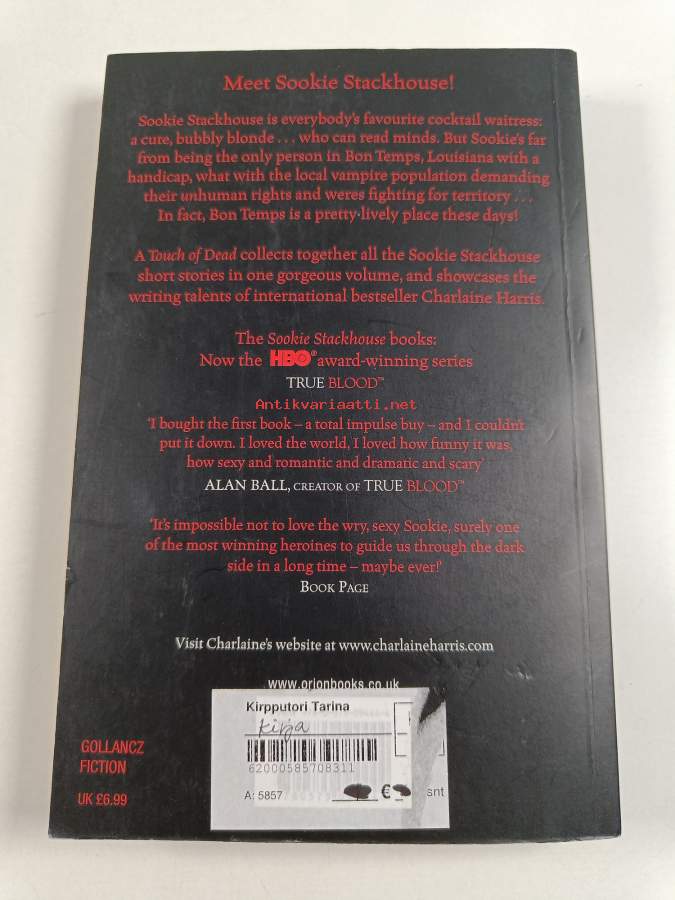 Meet Sookie Stackhouse!
Sookie Stackhouse is everybody's favourite cocktail waitress:
a cute, bubbly blonde . . . who can read minds. But Sookie's far
from being the only person in Bon Temps, Louisiana with a
handicap, what with the local vampire population demanding
their unhuman rights and weres fighting for territory . . .
In fact, Bon Temps is a pretty lively place these days!
A Touch of Dead collects together all the Sookie Stackhouse
short stories in one gorgeous volume, and showcases the
writing talents of international bestseller Charlaine Harris.
The Sookie Stackhouse books:
Now the HBO® award-winning series
TRUE BLOOD™
Antikvariaatti.net
'I bought the first book – a total impulse buy – and I couldn't
put it down. I loved the world, I loved how funny it was,
how sexy and romantic and dramatic and scary'
ALAN BALL, CREATOR OF TRUE BLOOD™
'It's impossible not to love the wry, sexy Sookie, surely one
of the most winning heroines to guide us through the dark
side in a long time – maybe ever!'
BOOK PAGE
Visit Charlaine's website at www.charlaineharris.com
www.orionbooks.co.uk
Kirpputori Tarina
kirja
62000585708311
A: 5857
€
snt
GOLLANCZ
FICTION
UK £6.99